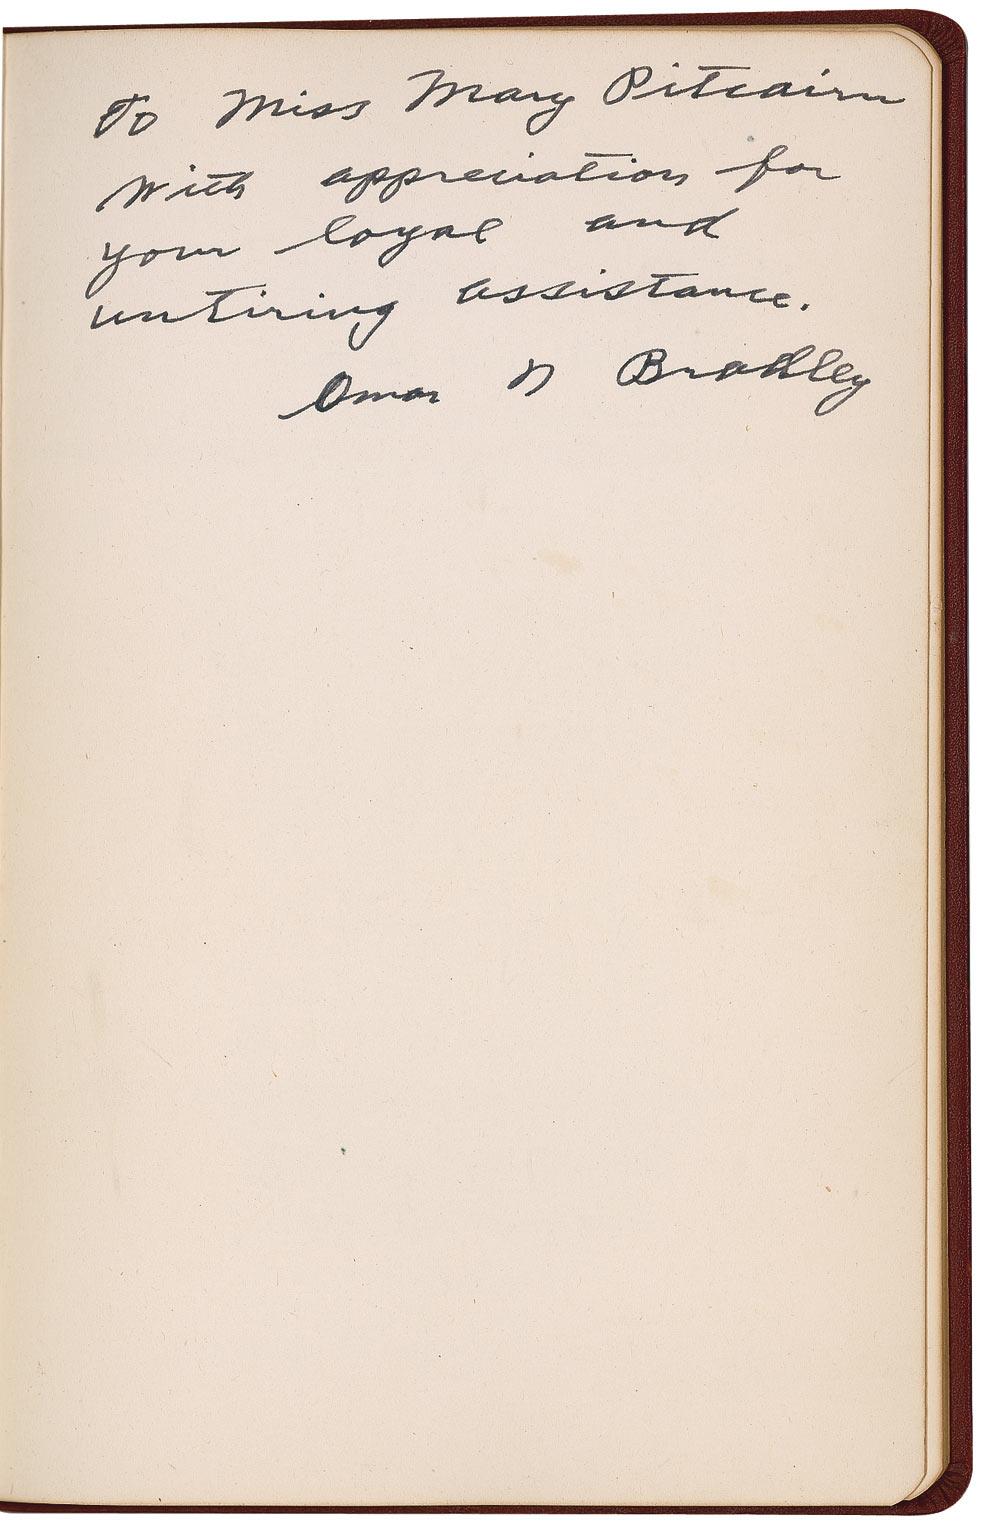 To Miss Mary Pitcairn
With appreciation for
your loyal and
untiring assistance.
Omar N Bradley